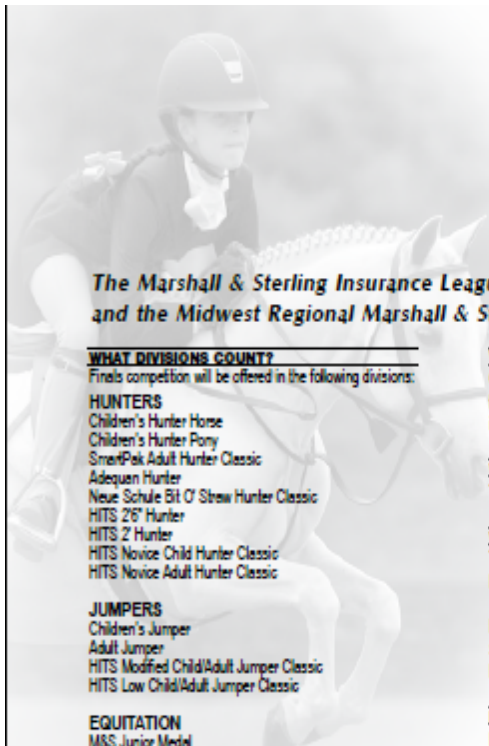 The Marshall & Sterling Insurance Leagu
and the Midwest Regional Marshall & S
WHAT DIVISIONS COUNT?
Finals competition will be offered in the following divisions:
HUNTERS
Children's Hunter Horse
Children's Hunter Pony
SmartPak Adult Hunter Classic
Adequan Hunter
Neue Schule Bit O' Straw Hunter Classic
HITS 2'6" Hunter
HITS 2' Hunter
HITS Novice Child Hunter Classic
HITS Novice Adult Hunter Classic
JUMPERS
Children's Jumper
Adult Jumper
HITS Modified Child/Adult Jumper Classic
HITS Low Child/Adult Jumper Classic
EQUITATION
M&S Junior Medal